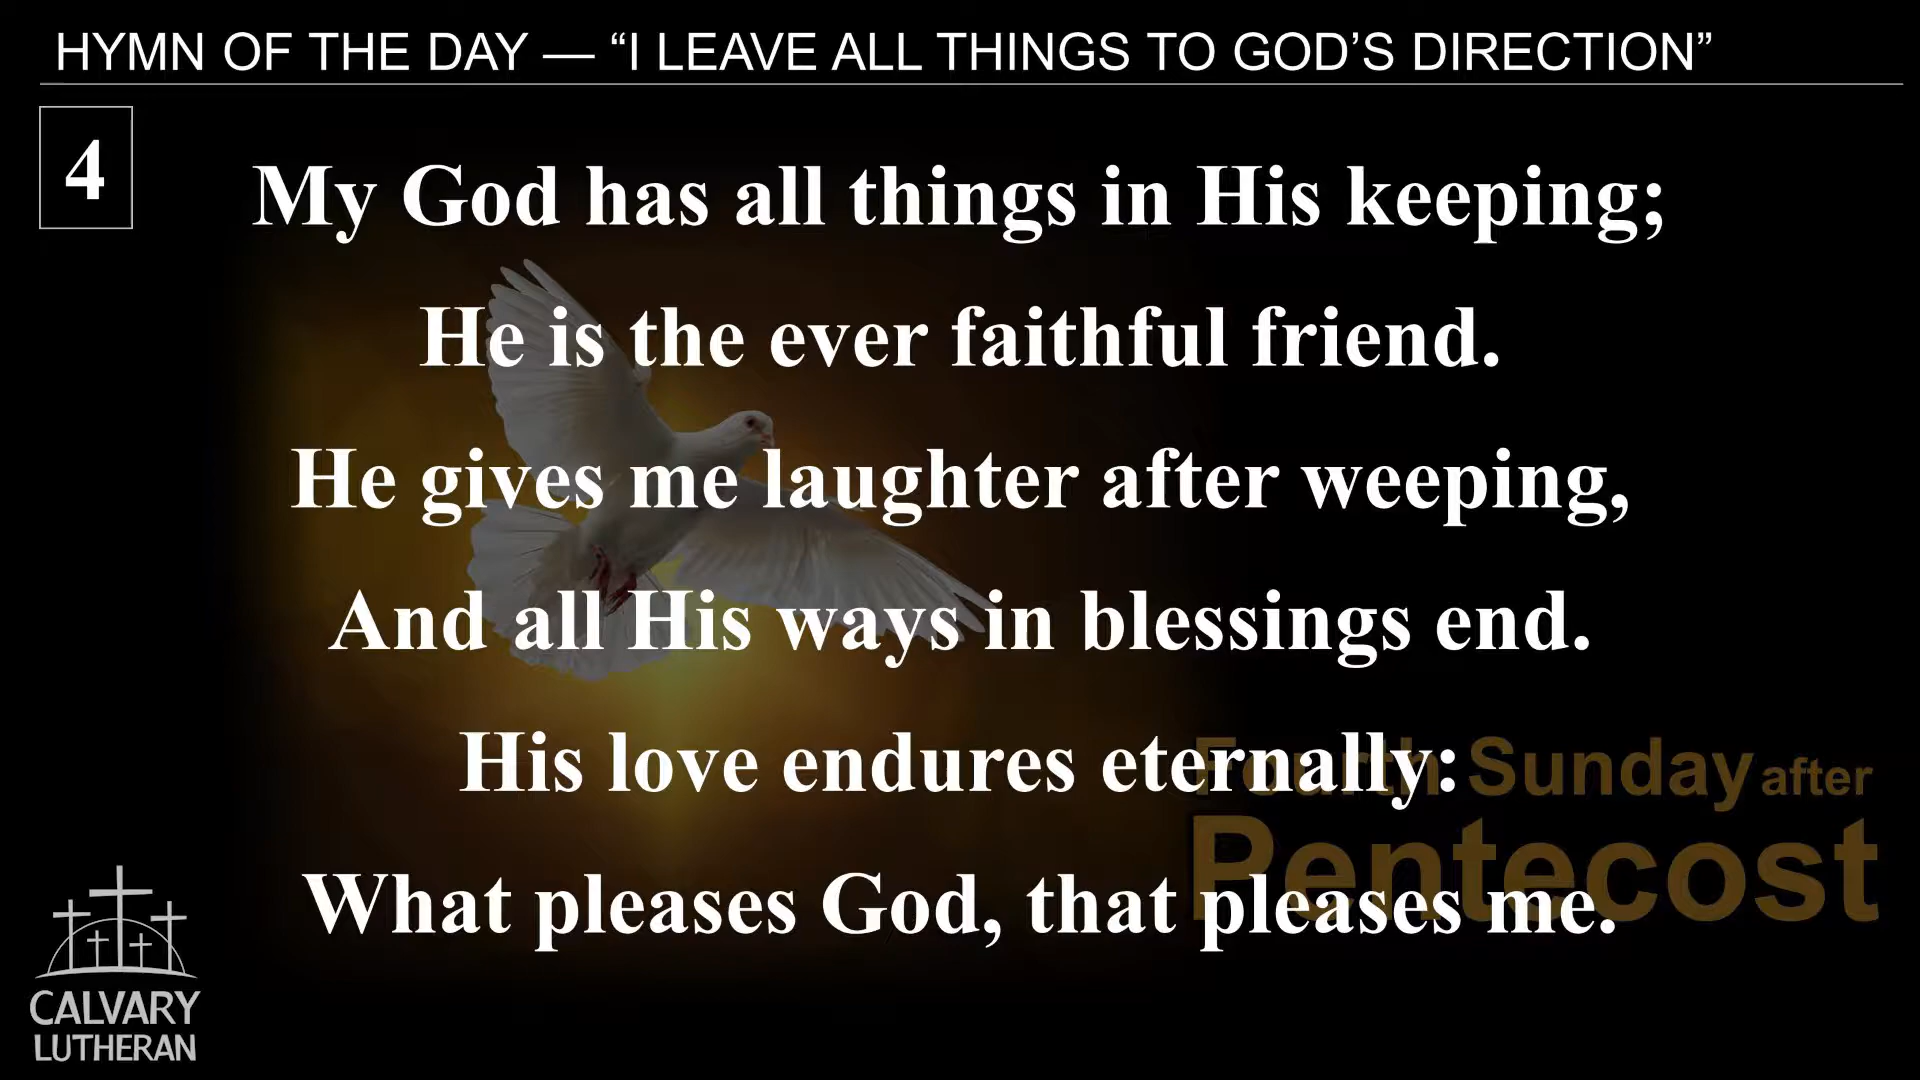 HYMN OF THE DAY — “I LEAVE ALL THINGS TO GOD’S DIRECTION”
4
My God has all things in His keeping;
He is the ever faithful friend.
He gives me laughter after weeping,
And all His ways in blessings end.
His love endures eternally:
What pleases God, that pleases me.
Fourth Sunday after
Pentecost
CALVARY
LUTHERAN